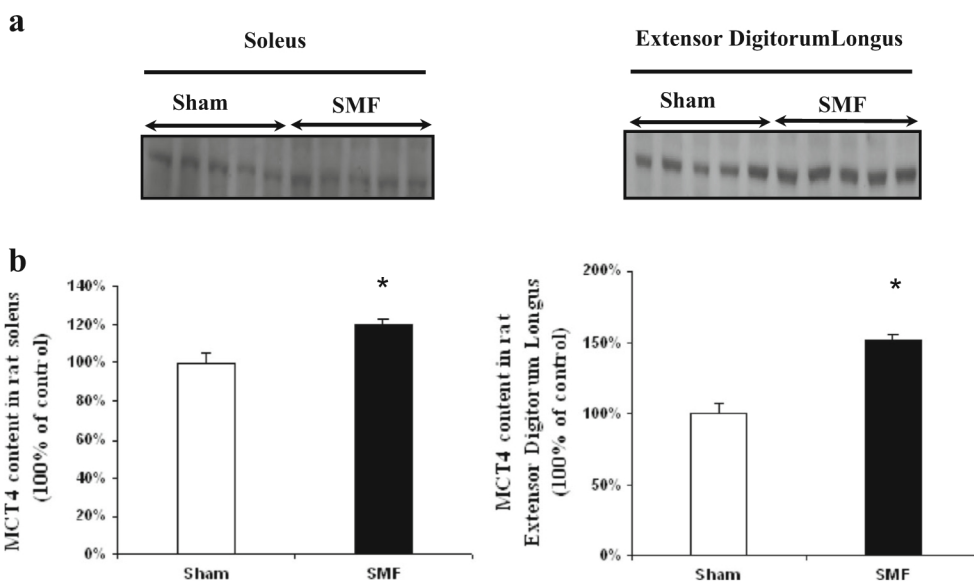 a
Soleus
Sham
SMF
Extensor DigitorumLongus
Sham
SMF
b
MCT4 content in rat soleus
(100% of control)
140%
120%
100%
80%
60%
40%
20%
0%
*
Sham
SMF
MCT4 content in rat
Extensor Digitorum Longus
(100% of control)
200%
150%
100%
50%
0%
*
Sham
SMF